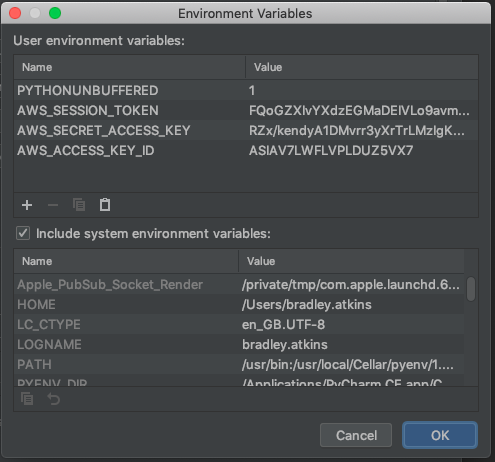 Environment Variables
User environment variables:
Name Value
PYTHONUNBUFFERED 1
AWS_SESSION_TOKEN FQoGZXIvYXdzEGMaDEIVLo9avm...
AWS_SECRET_ACCESS_KEY RZx/kendyA1DMvrr3yXrTrLMzIgK...
AWS_ACCESS_KEY_ID ASIAV7LWFLVPLDUZ5VX7
Include system environment variables:
Name Value
Apple_PubSub_Socket_Render /private/tmp/com.apple.launchd.6...
HOME /Users/bradley.atkins
LC_CTYPE en_GB.UTF-8
LOGNAME bradley.atkins
PATH /usr/bin:/usr/local/Cellar/pyenv/1....
PYENV_DIR /Applications/PyCharm CE.app/C...
Cancel OK